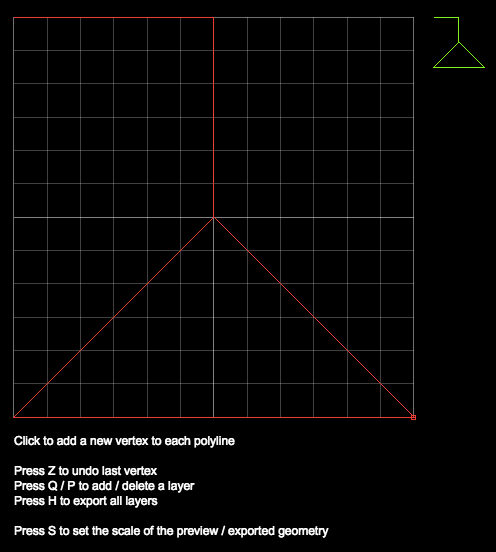 Click to add a new vertex to each polyline
Press Z to undo last vertex
Press Q / P to add / delete a layer
Press H to export all layers
Press S to set the scale of the preview / exported geometry